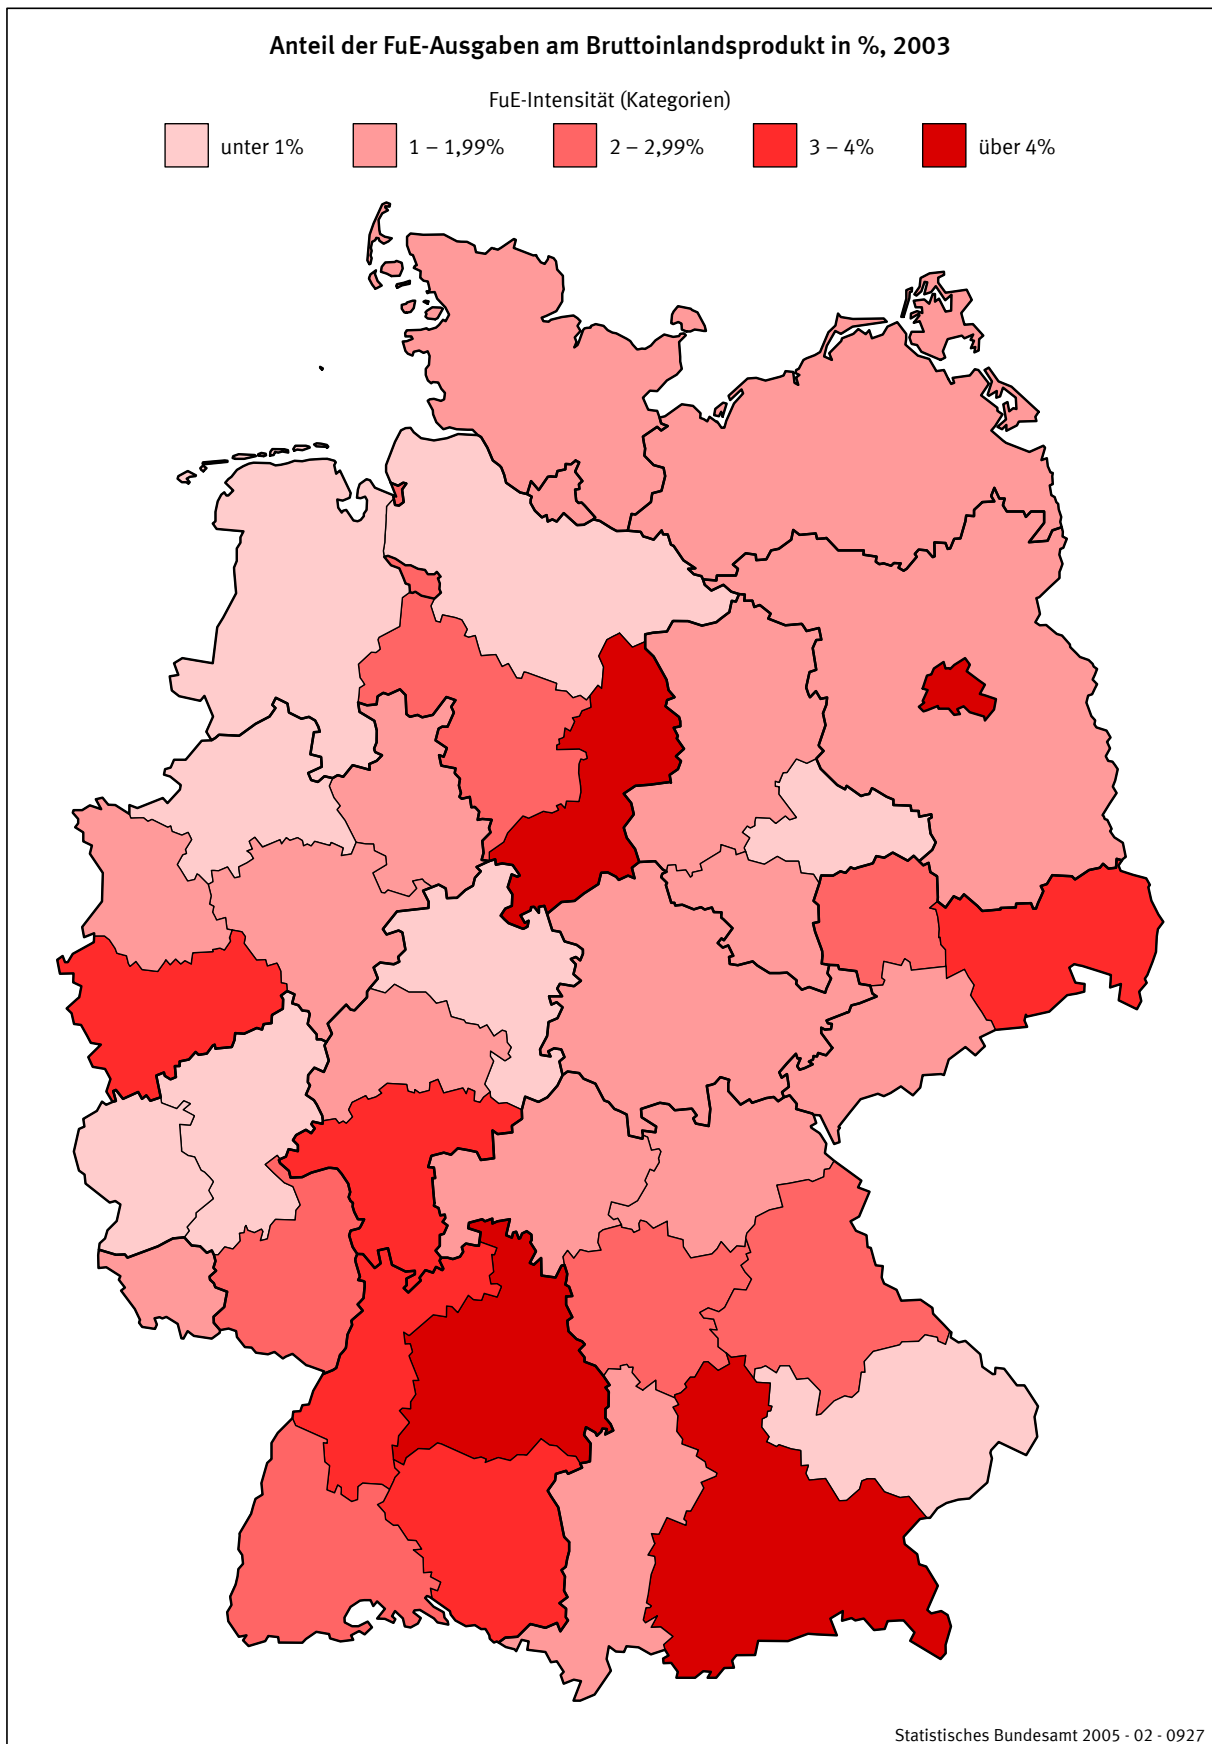 Anteil der FuE-Ausgaben am Bruttoinlandsprodukt in %, 2003
FuE-Intensität (Kategorien)
unter 1% 1 – 1,99% 2 – 2,99% 3 – 4% über 4%
Statistisches Bundesamt 2005 - 02 - 0927